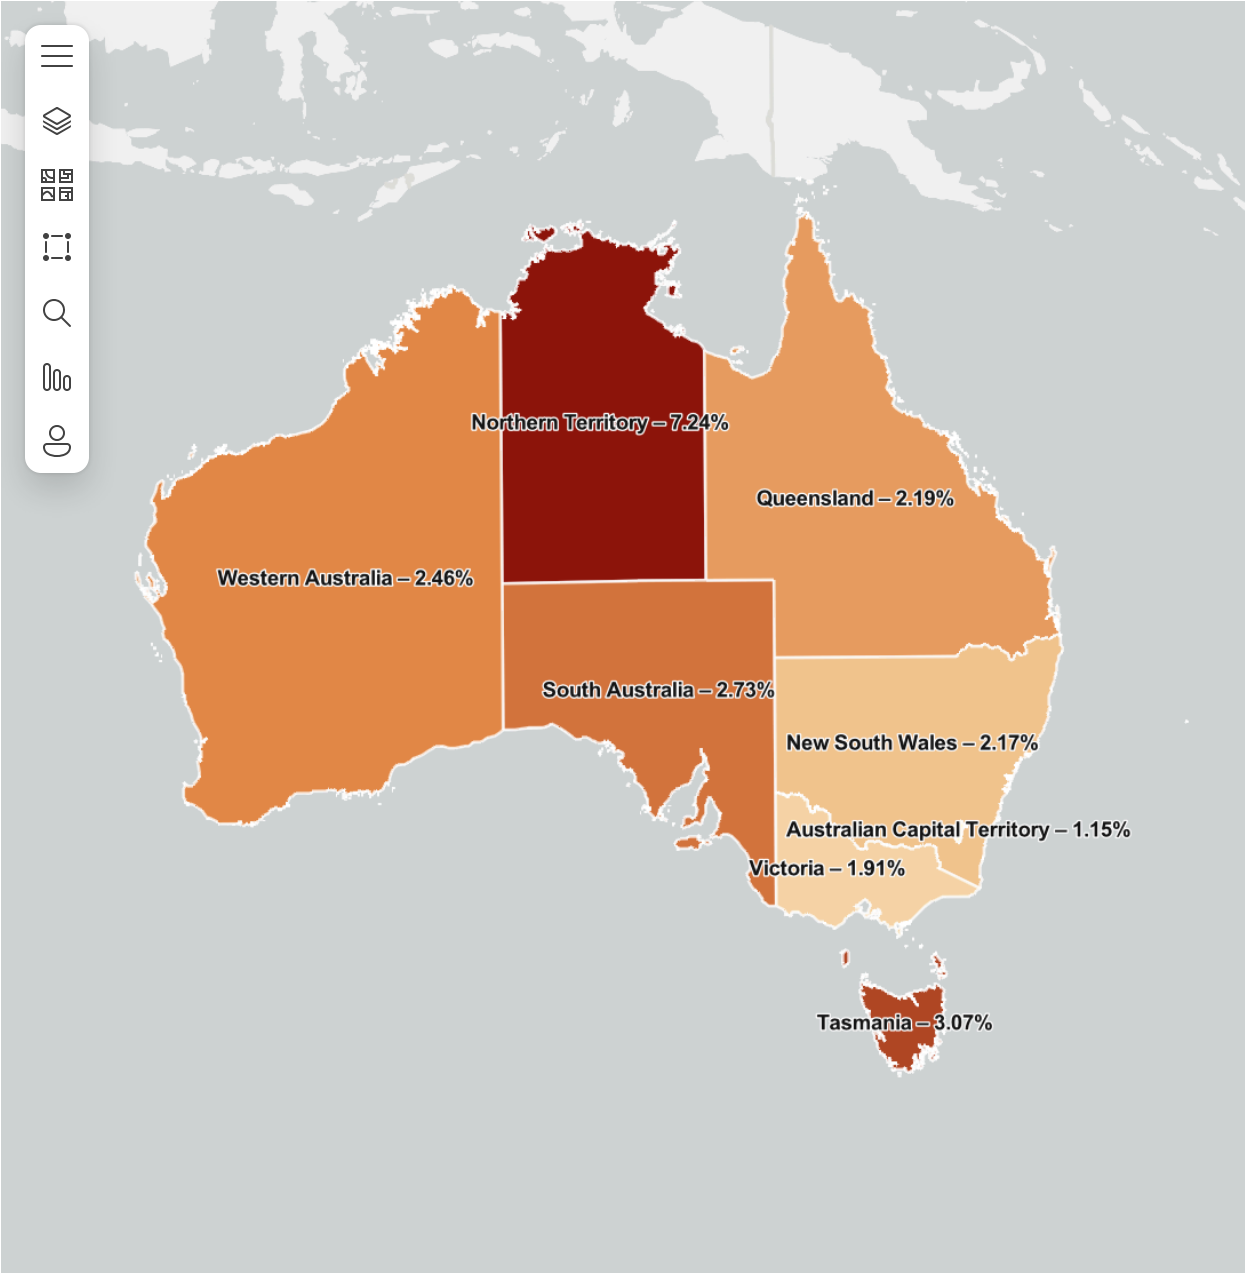 Northern Territory – 7.24%
Queensland – 2.19%
Western Australia – 2.46%
South Australia – 2.73%
New South Wales – 2.17%
Australian Capital Territory – 1.15%
Victoria – 1.91%
Tasmania – 3.07%